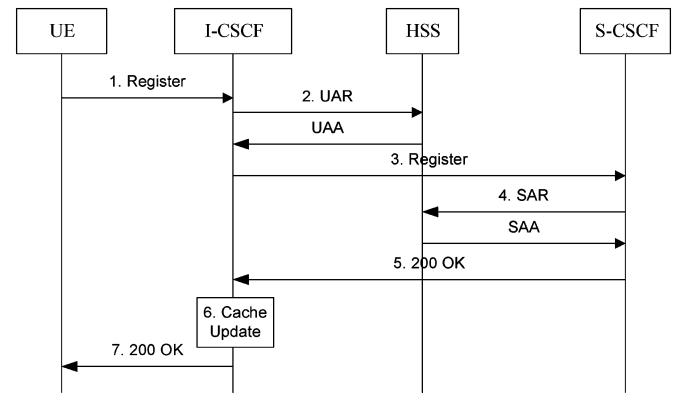 UE
I-CSCF
HSS
S-CSCF
1. Register
2. UAR
UAA
3. Register
4. SAR
SAA
5. 200 OK
6. Cache
Update
7. 200 OK